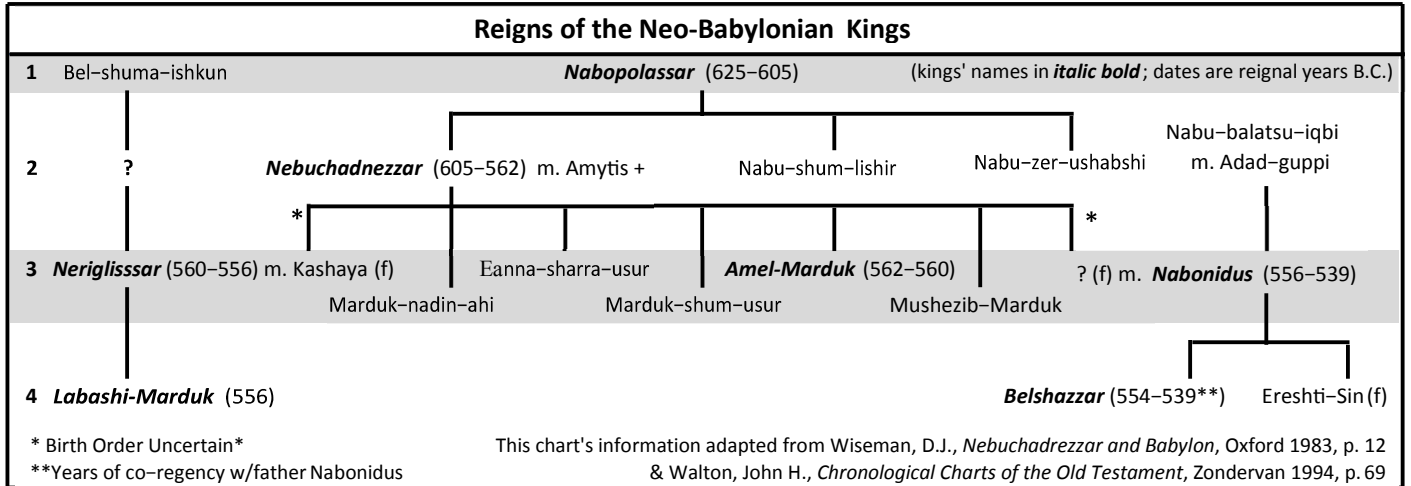 Reigns of the Neo-Babylonian Kings
1 Bel-shuma-ishkun Nabopolassar (625–605) (kings' names in italic bold; dates are reignal years B.C.)
Nabu-balatsu-iqbi
2 ? Nebuchadnezzar (605–562) m. Amytis + Nabu-shum-lishir Nabu-zer-ushabshi m. Adad-guppi
* *
3 Neriglisssar (560–556) m. Kashaya (f) Eanna-sharra-usur Amel-Marduk (562–560) ? (f) m. Nabonidus (556–539)
Marduk-nadin-ahi Marduk-shum-usur Mushezib-Marduk
4 Labashi-Marduk (556) Belshazzar (554–539**) Ereshti-Sin (f)
* Birth Order Uncertain* This chart's information adapted from Wiseman, D.J., Nebuchadrezzar and Babylon, Oxford 1983, p. 12
**Years of co-regency w/father Nabonidus & Walton, John H., Chronological Charts of the Old Testament, Zondervan 1994, p. 69